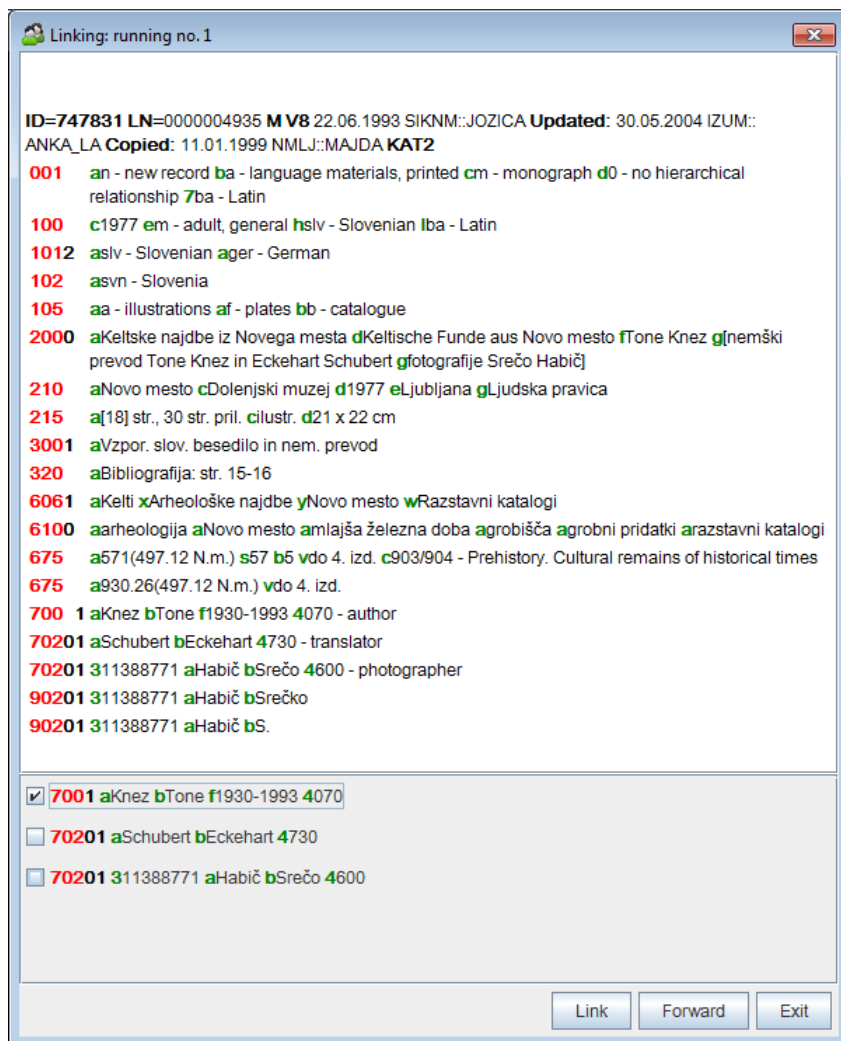 Linking: running no. 1
ID=747831 LN=0000004935 M V8 22.06.1993 SIKNM::JOZICA Updated: 30.05.2004 IZUM::
ANKA_LA Copied: 11.01.1999 NMLJ::MAJDA KAT2
001 an - new record ba - language materials, printed cm - monograph d0 - no hierarchical
relationship 7ba - Latin
100 c1977 em - adult, general hslv - Slovenian lba - Latin
1012 aslv - Slovenian ager - German
102 asvn - Slovenia
105 aa - illustrations af - plates bb - catalogue
2000 aKeltske najdbe iz Novega mesta dKeltische Funde aus Novo mesto fTone Knez g[nemški
prevod Tone Knez in Eckehart Schubert gfotografije Srečo Habič]
210 aNovo mesto cDolenjski muzej d1977 eLjubljana gLjudska pravica
215 a[18] str., 30 str. pril. cilustr. d21 x 22 cm
3001 aVzpor. slov. besedilo in nem. prevod
320 aBibliografija: str. 15-16
6061 aKelti xArheološke najdbe yNovo mesto wRazstavni katalogi
6100 aarheologija aNovo mesto amlajša železna doba agrobišča agrobni pridatki arazstavni katalogi
675 a571(497.12 N.m.) s57 b5 vdo 4. izd. c903/904 - Prehistory. Cultural remains of historical times
675 a930.26(497.12 N.m.) vdo 4. izd.
700 1 aKnez bTone f1930-1993 4070 - author
70201 aSchubert bEckehart 4730 - translator
70201 311388771 aHabič bSrečo 4600 - photographer
90201 311388771 aHabič bSrečko
90201 311388771 aHabič bS.
7001 aKnez bTone f1930-1993 4070
70201 aSchubert bEckehart 4730
70201 311388771 aHabič bSrečo 4600
Link Forward Exit